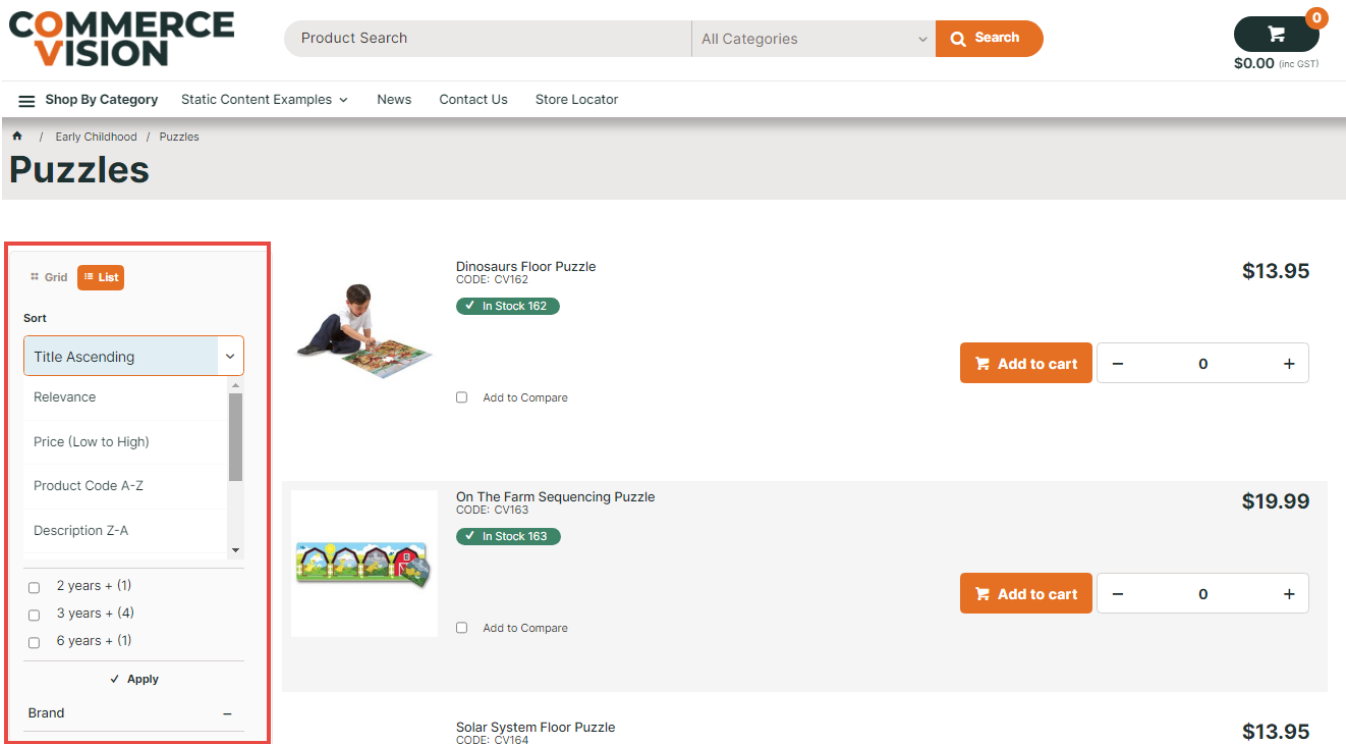 COMMERCE
VISION
Product Search
All Categories
Search
0
$0.00 (inc GST)
Shop By Category
Static Content Examples
News
Contact Us
Store Locator
/ Early Childhood / Puzzles
Puzzles
Grid
List
Sort
Title Ascending
Relevance
Price (Low to High)
Product Code A-Z
Description Z-A
2 years + (1)
3 years + (4)
6 years + (1)
Apply
Brand –
Dinosaurs Floor Puzzle
CODE: CV162
In Stock 162
Add to Compare
$13.95
Add to cart
– 0 +
On The Farm Sequencing Puzzle
CODE: CV163
In Stock 163
Add to Compare
$19.99
Add to cart
– 0 +
Solar System Floor Puzzle
CODE: CV164
$13.95